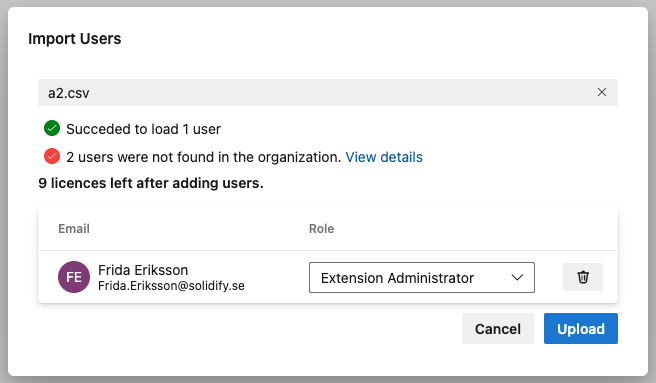 Import Users
a2.csv
Succeded to load 1 user
2 users were not found in the organization. View details
9 licences left after adding users.
Email Role
FE Frida Eriksson
Frida.Eriksson@solidify.se
Extension Administrator
Cancel Upload